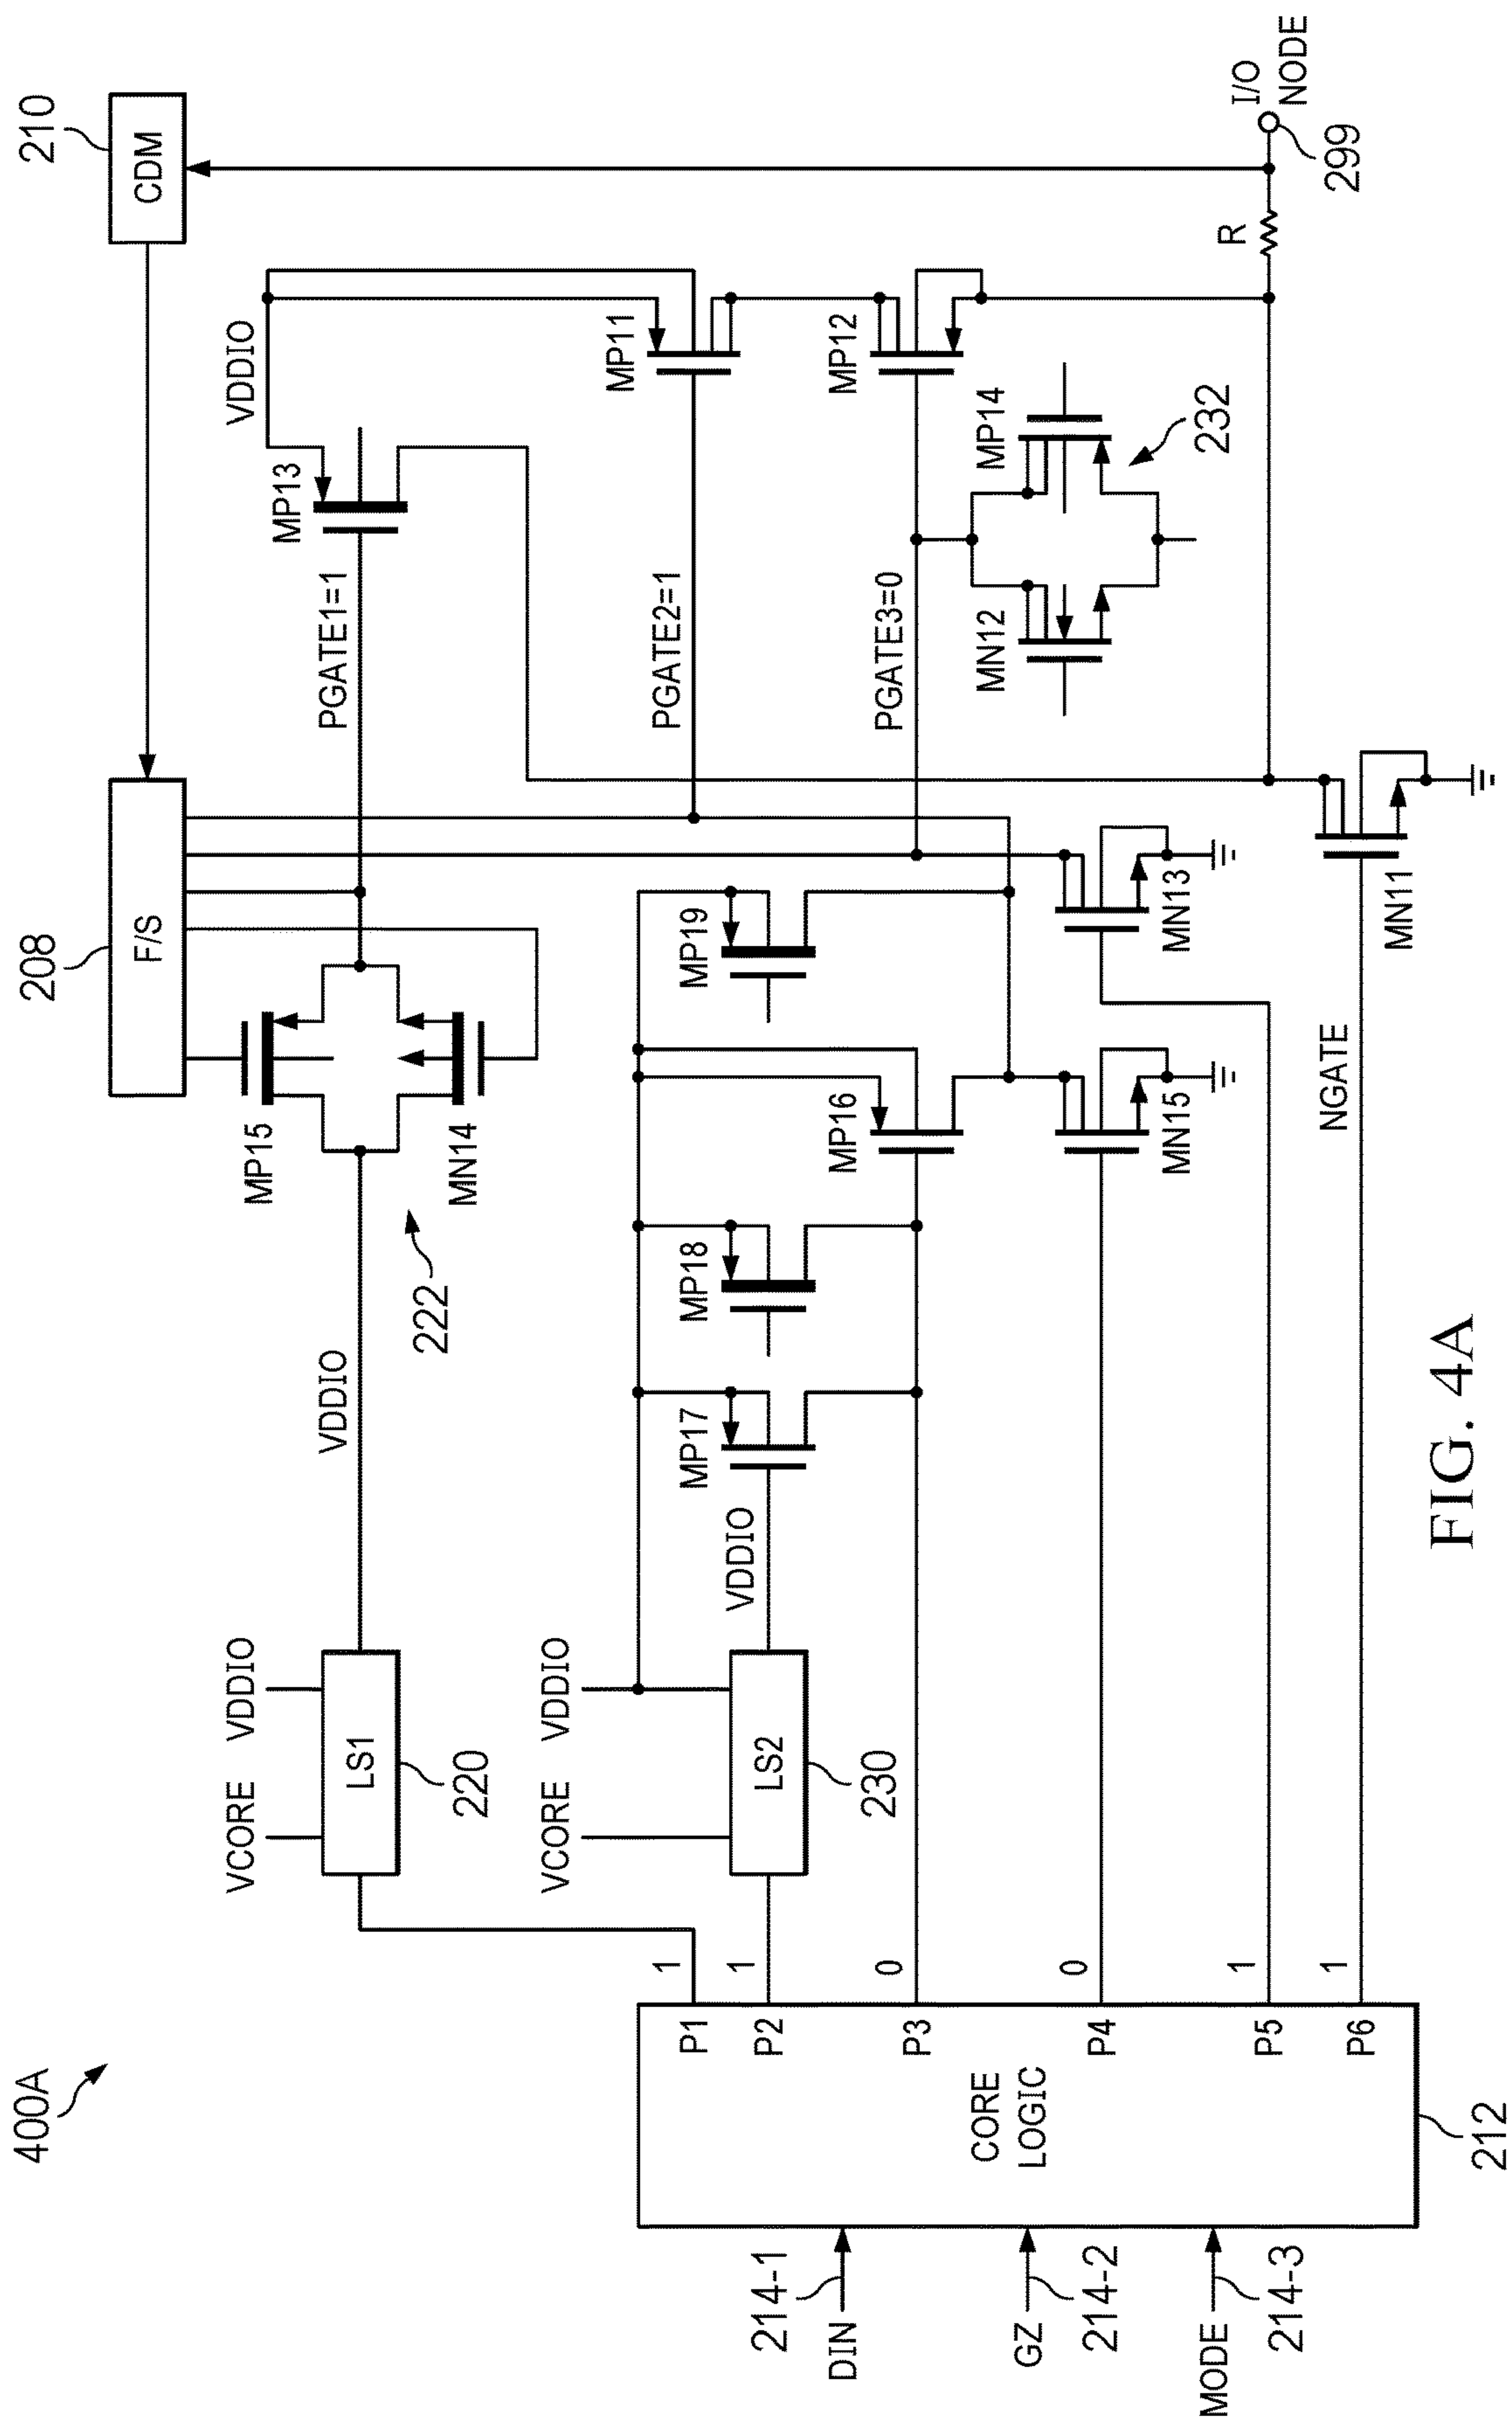 400A
DIN
214-1
GZ
214-2
MODE
214-3
CORE
LOGIC
212
P1
P2
P3
P4
P5
P6
1
1
0
0
1
1
VCORE
VDDIO
LS1
220
VCORE
VDDIO
LS2
230
VDDIO
222
MP15
MN14
208
F/S
210
CDM
VDDIO
MP17
MP18
MP16
MP19
MN15
MN13
NGATE
MN11
PGATE1=1
PGATE2=1
PGATE3=0
MP13
VDDIO
MP11
MP12
MN12
MP14
232
R
I/O
NODE
299
FIG. 4A